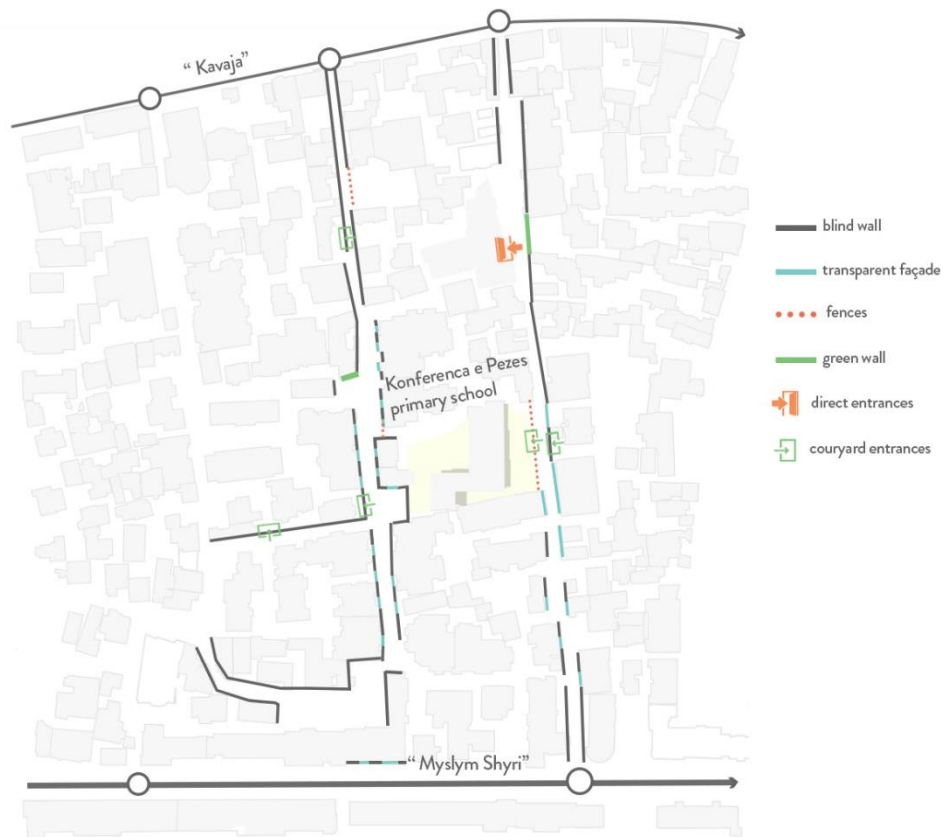 “ Kavaja”
Konferenca e Pezes
primary school
“ Myslym Shyri”
blind wall
transparent façade
fences
green wall
direct entrances
couryard entrances